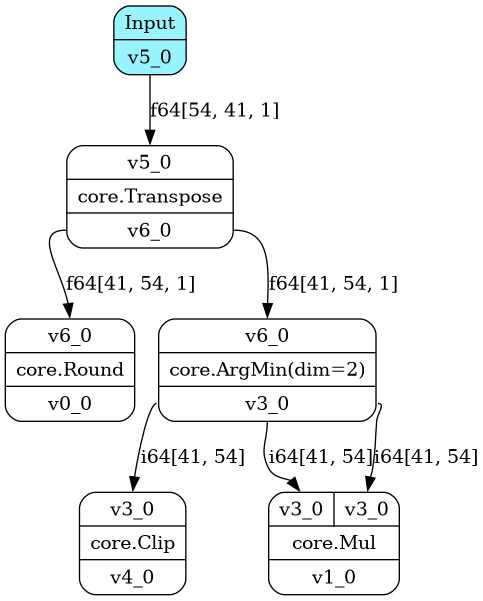 Input
v5_0
f64[54, 41, 1]
v5_0
core.Transpose
v6_0
f64[41, 54, 1]
f64[41, 54, 1]
v6_0
core.Round
v0_0
v6_0
core.ArgMin(dim=2)
v3_0
i64[41, 54]
i64[41, 54]
i64[41, 54]
v3_0
core.Clip
v4_0
v3_0 v3_0
core.Mul
v1_0